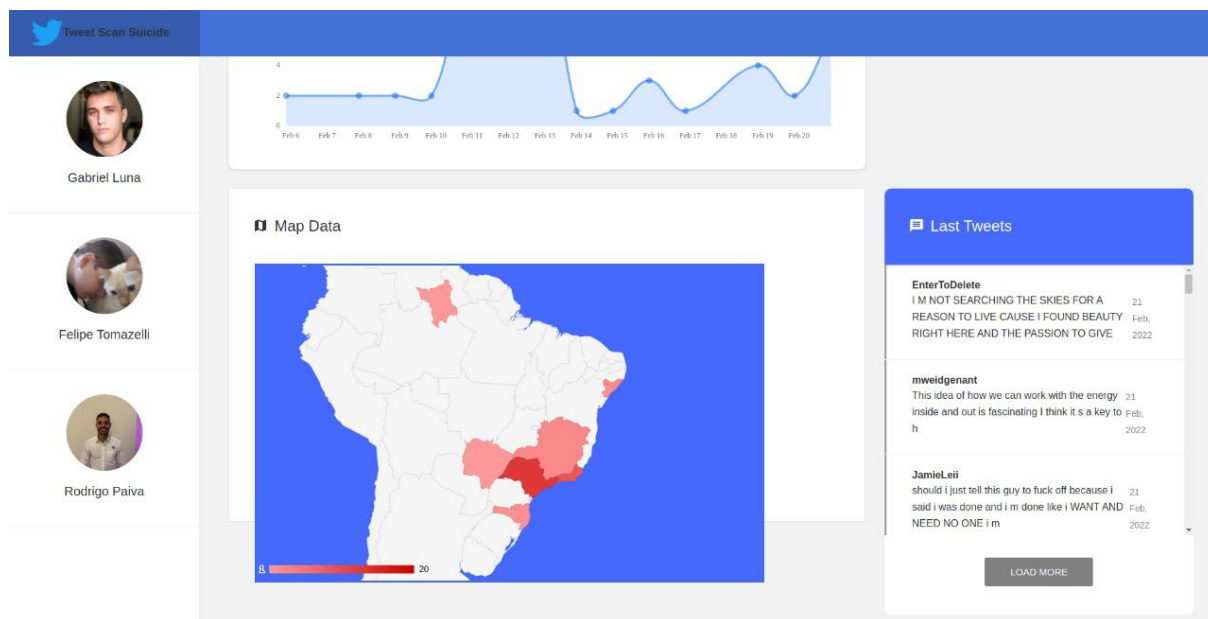 Tweet Scan Suicide
Gabriel Luna
Felipe Tomazelli
Rodrigo Paiva
4
2
0
Feb 6 Feb 7 Feb 8 Feb 9 Feb 10 Feb 11 Feb 12 Feb 13 Feb 14 Feb 15 Feb 16 Feb 17 Feb 18 Feb 19 Feb 20
Map Data
1 20
Last Tweets
EnterToDelete
I M NOT SEARCHING THE SKIES FOR A
REASON TO LIVE CAUSE I FOUND BEAUTY
RIGHT HERE AND THE PASSION TO GIVE
21
Feb,
2022
mweidgenant
This idea of how we can work with the energy
inside and out is fascinating I think it s a key to
h
21
Feb,
2022
JamieLeii
should i just tell this guy to fuck off because i
said i was done and i m done like i WANT AND
NEED NO ONE i m
21
Feb,
2022
LOAD MORE